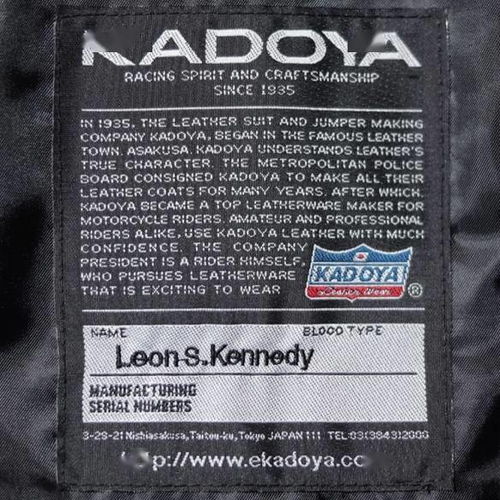 KADOYA
RACING SPIRIT AND CRAFTSMANSHIP
SINCE 1935
IN 1935, THE LEATHER SUIT AND JUMPER MAKING
COMPANY KADOYA, BEGAN IN THE FAMOUS LEATHER
TOWN, ASAKUSA. KADOYA UNDERSTANDS LEATHER'S
TRUE CHARACTER. THE METROPOLITAN POLICE
BOARD CONSIGNED KADOYA TO MAKE ALL THEIR
LEATHER COATS FOR MANY YEARS, AFTER WHICH,
KADOYA BECAME A TOP LEATHERWARE MAKER FOR
MOTORCYCLE RIDERS. AMATEUR AND PROFESSIONAL
RIDERS ALIKE, USE KADOYA LEATHER WITH MUCH
CONFIDENCE. THE COMPANY
PRESIDENT IS A RIDER HIMSELF,
WHO PURSUES LEATHERWARE
THAT IS EXCITING TO WEAR
KADOYA
Leather Wear
®
NAME BLOOD TYPE
Leon S. Kennedy
MANUFACTURING
SERIAL NUMBERS
3-29-21 Nishiasakusa, Taitou-ku, Tokyo JAPAN 111 TEL:03(3843)2000
http://www.ekadoya.cc